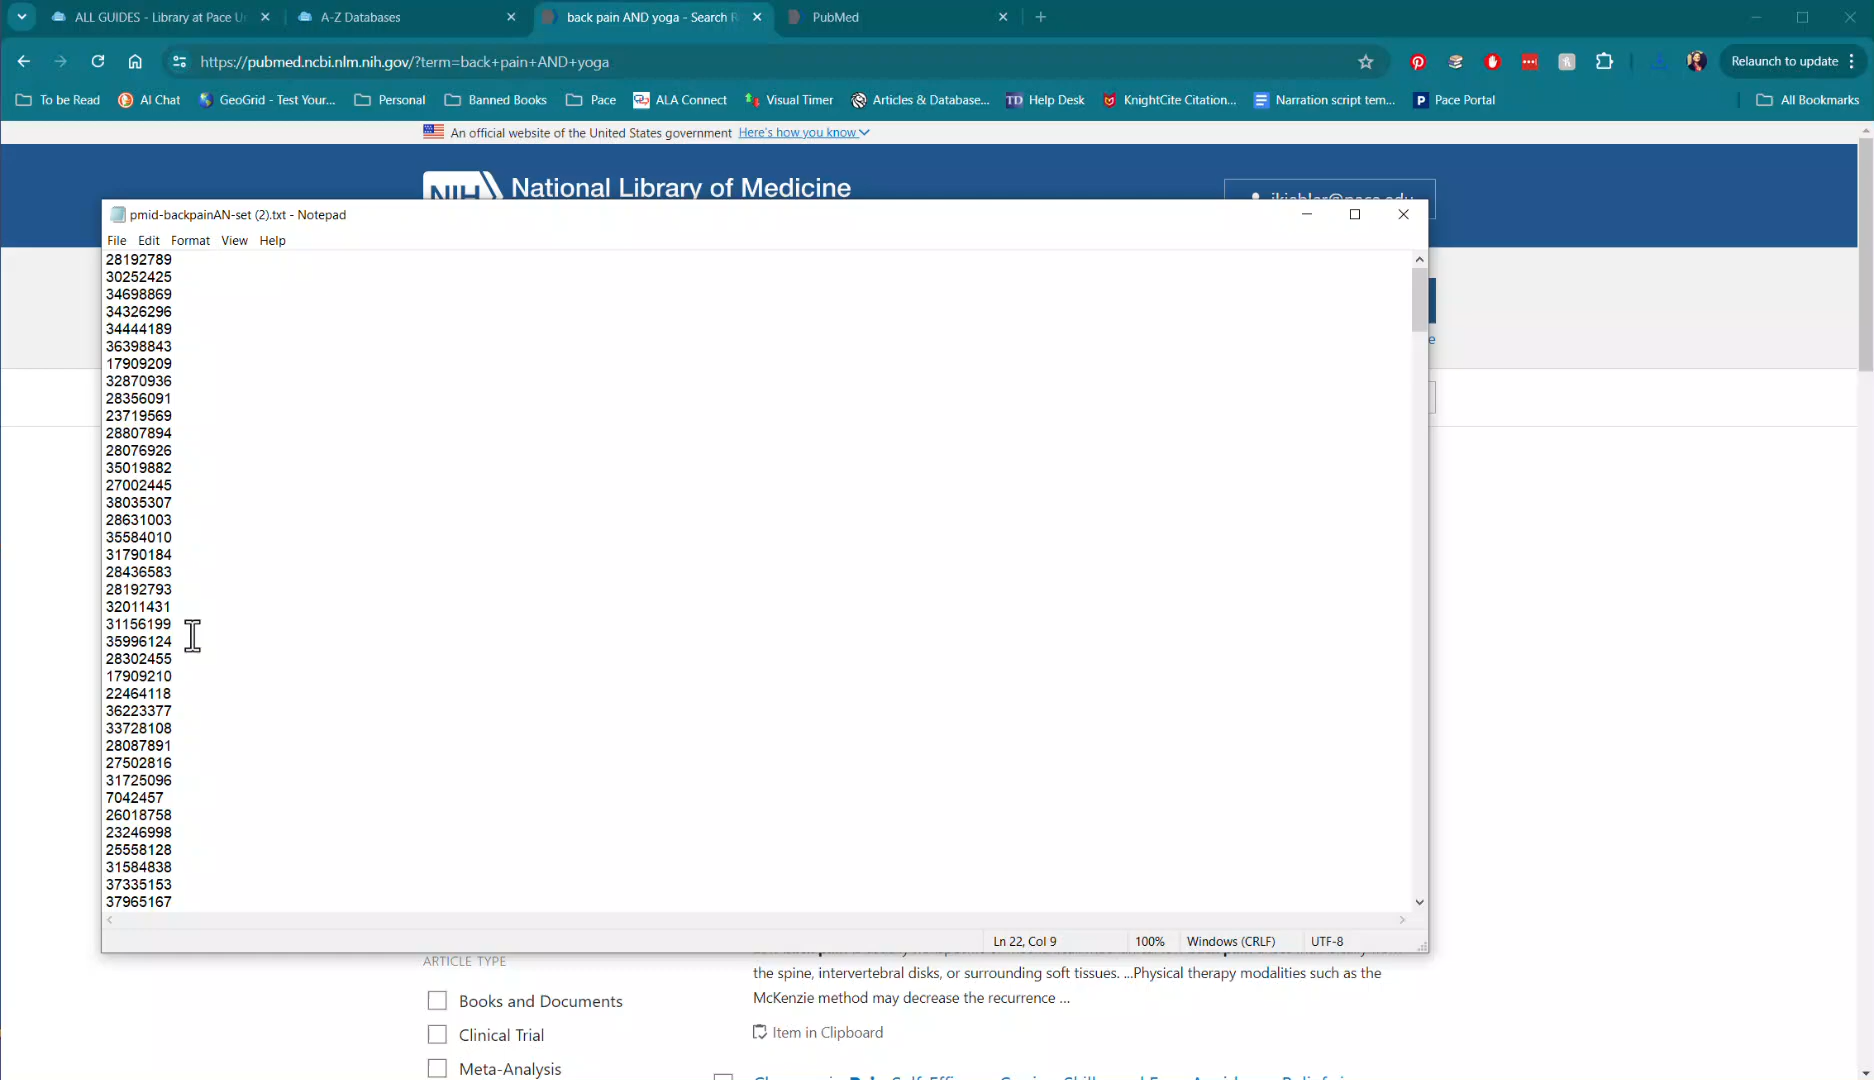 ALL GUIDES - Library at Pace U
A-Z Databases
back pain AND yoga - Search R
PubMed
https://pubmed.ncbi.nlm.nih.gov/?term=back+pain+AND+yoga
Relaunch to update
To be Read
AI Chat
GeoGrid - Test Your...
Personal
Banned Books
Pace
ALA Connect
Visual Timer
Articles & Database...
TD Help Desk
KnightCite Citation...
Narration script tem...
P Pace Portal
All Bookmarks
An official website of the United States government Here's how you know
NIH National Library of Medicine
pmid-backpainAN-set (2).txt - Notepad
File Edit Format View Help
28192789
30252425
34698869
34326296
34444189
36398843
17909209
32870936
28356091
23719569
28807894
28076926
35019882
27002445
38035307
28631003
35584010
31790184
28436583
28192793
32011431
31156199
35996124
28302455
17909210
22464118
36223377
33728108
28087891
27502816
31725096
7042457
26018758
23246998
25558128
31584838
37335153
37965167
Ln 22, Col 9
100%
Windows (CRLF)
UTF-8
ARTICLE TYPE
Books and Documents
Clinical Trial
Meta-Analysis
the spine, intervertebral disks, or surrounding soft tissues. ...Physical therapy modalities such as the
McKenzie method may decrease the recurrence ...
Item in Clipboard